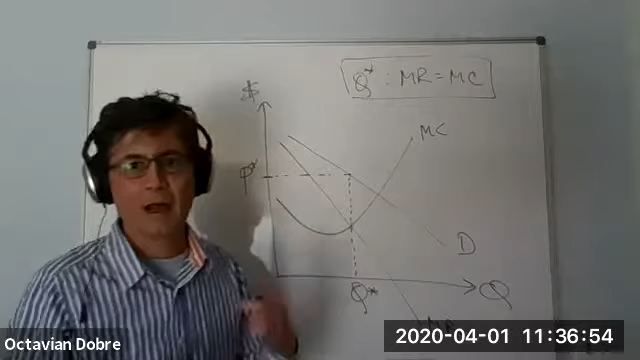 Q* : MR = MC
$
MC
P*
D
Q* Q
2020-04-01 11:36:54
Octavian Dobre